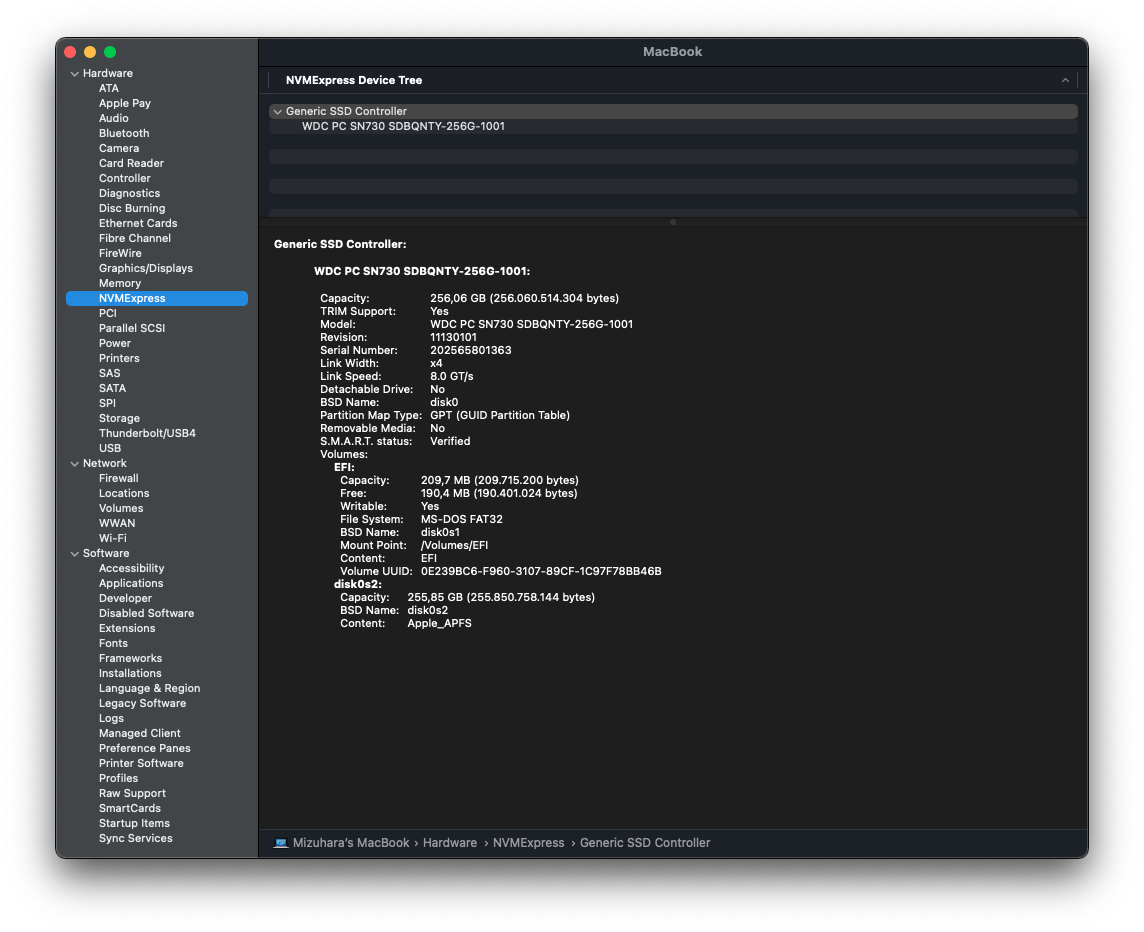 MacBook
Hardware
ATA
Apple Pay
Audio
Bluetooth
Camera
Card Reader
Controller
Diagnostics
Disc Burning
Ethernet Cards
Fibre Channel
FireWire
Graphics/Displays
Memory
NVMExpress
PCI
Parallel SCSI
Power
Printers
SAS
SATA
SPI
Storage
Thunderbolt/USB4
USB
Network
Firewall
Locations
Volumes
WWAN
Wi-Fi
Software
Accessibility
Applications
Developer
Disabled Software
Extensions
Fonts
Frameworks
Installations
Language & Region
Legacy Software
Logs
Managed Client
Preference Panes
Printer Software
Profiles
Raw Support
SmartCards
Startup Items
Sync Services
NVMExpress Device Tree
Generic SSD Controller
WDC PC SN730 SDBQNTY-256G-1001
Generic SSD Controller:
WDC PC SN730 SDBQNTY-256G-1001:
Capacity: 256,06 GB (256.060.514.304 bytes)
TRIM Support: Yes
Model: WDC PC SN730 SDBQNTY-256G-1001
Revision: 11130101
Serial Number: 202565801363
Link Width: x4
Link Speed: 8.0 GT/s
Detachable Drive: No
BSD Name: disk0
Partition Map Type: GPT (GUID Partition Table)
Removable Media: No
S.M.A.R.T. status: Verified
Volumes:
EFI:
Capacity: 209,7 MB (209.715.200 bytes)
Free: 190,4 MB (190.401.024 bytes)
Writable: Yes
File System: MS-DOS FAT32
BSD Name: disk0s1
Mount Point: /Volumes/EFI
Content: EFI
Volume UUID: 0E239BC6-F960-3107-89CF-1C97F78BB46B
disk0s2:
Capacity: 255,85 GB (255.850.758.144 bytes)
BSD Name: disk0s2
Content: Apple_APFS
Mizuhara's MacBook › Hardware › NVMExpress › Generic SSD Controller